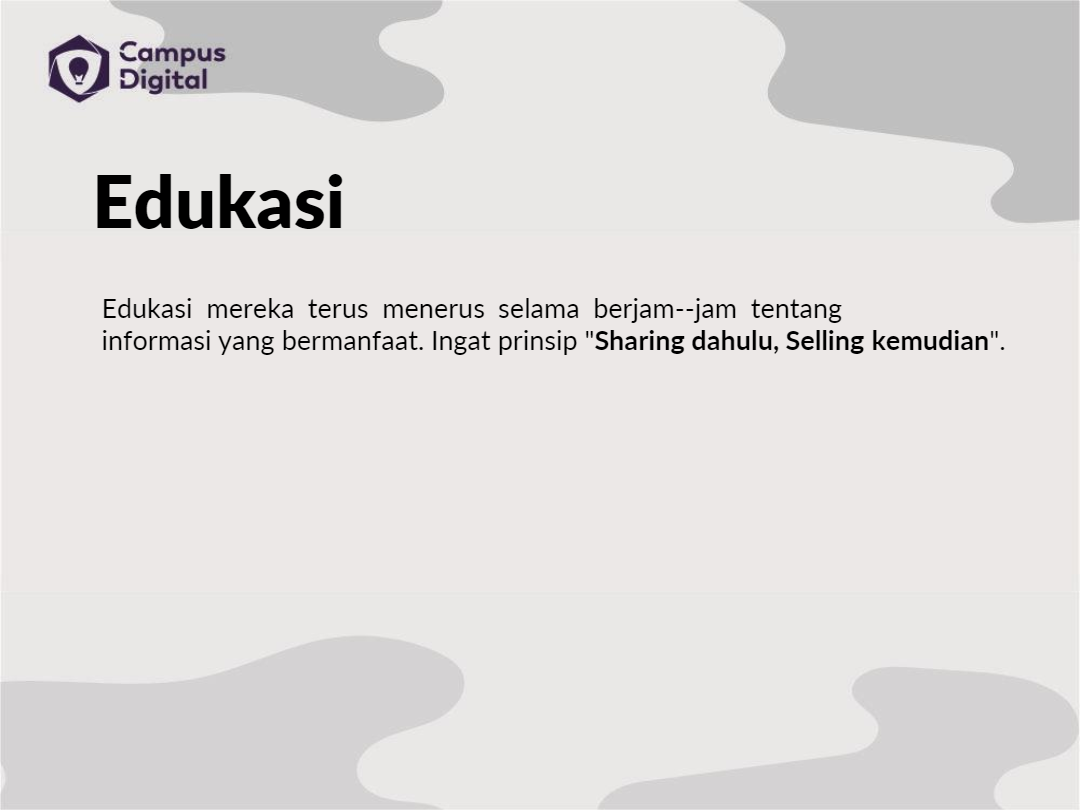 Campus
Digital
Edukasi
Edukasi mereka terus menerus selama berjam--jam tentang
informasi yang bermanfaat. Ingat prinsip "Sharing dahulu, Selling kemudian".